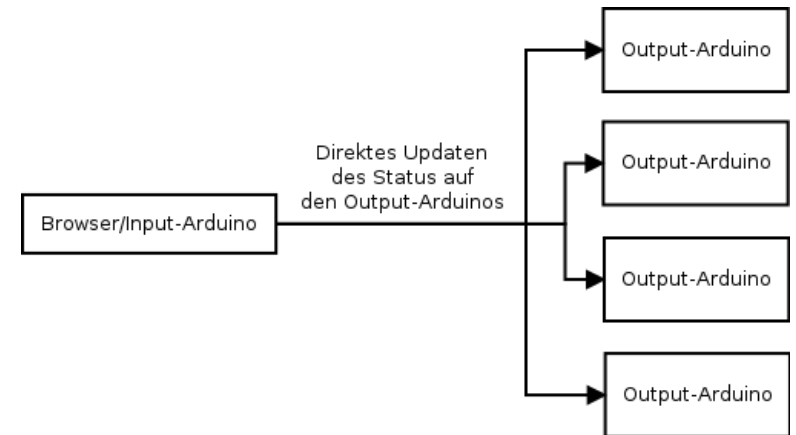 Output-Arduino
Direktes Updaten
des Status auf
den Output-Arduinos
Output-Arduino
Browser/Input-Arduino
Output-Arduino
Output-Arduino